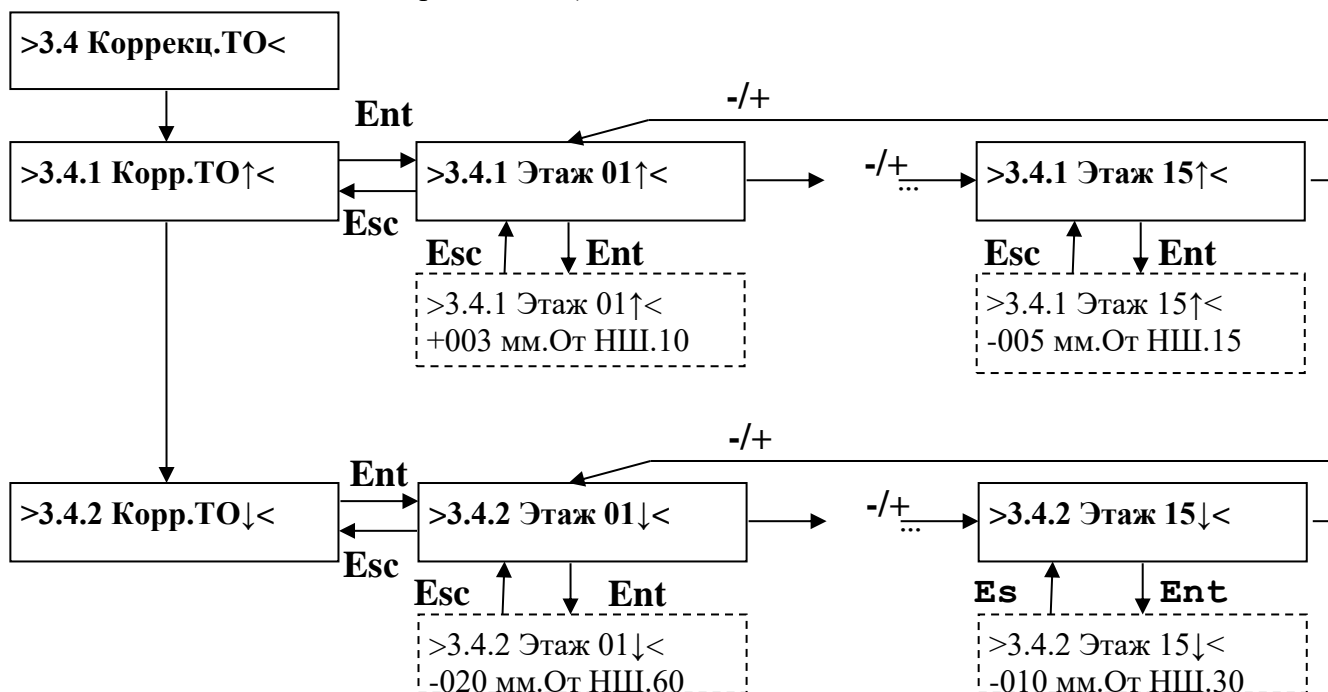 >3.4 Коррекц.ТО<
-/+
Ent
>3.4.1 Корр.ТО↑<
>3.4.1 Этаж 01↑<
-/+
...
>3.4.1 Этаж 15↑<
Esc
Esc
Ent
Esc
Ent
>3.4.1 Этаж 01↑<
+003 мм.От НШ.10
>3.4.1 Этаж 15↑<
-005 мм.От НШ.15
-/+
Ent
>3.4.2 Корр.ТО↓<
>3.4.2 Этаж 01↓<
-/+
...
>3.4.2 Этаж 15↓<
Esc
Esc
Ent
Es
Ent
>3.4.2 Этаж 01↓<
-020 мм.От НШ.60
>3.4.2 Этаж 15↓<
-010 мм.От НШ.30